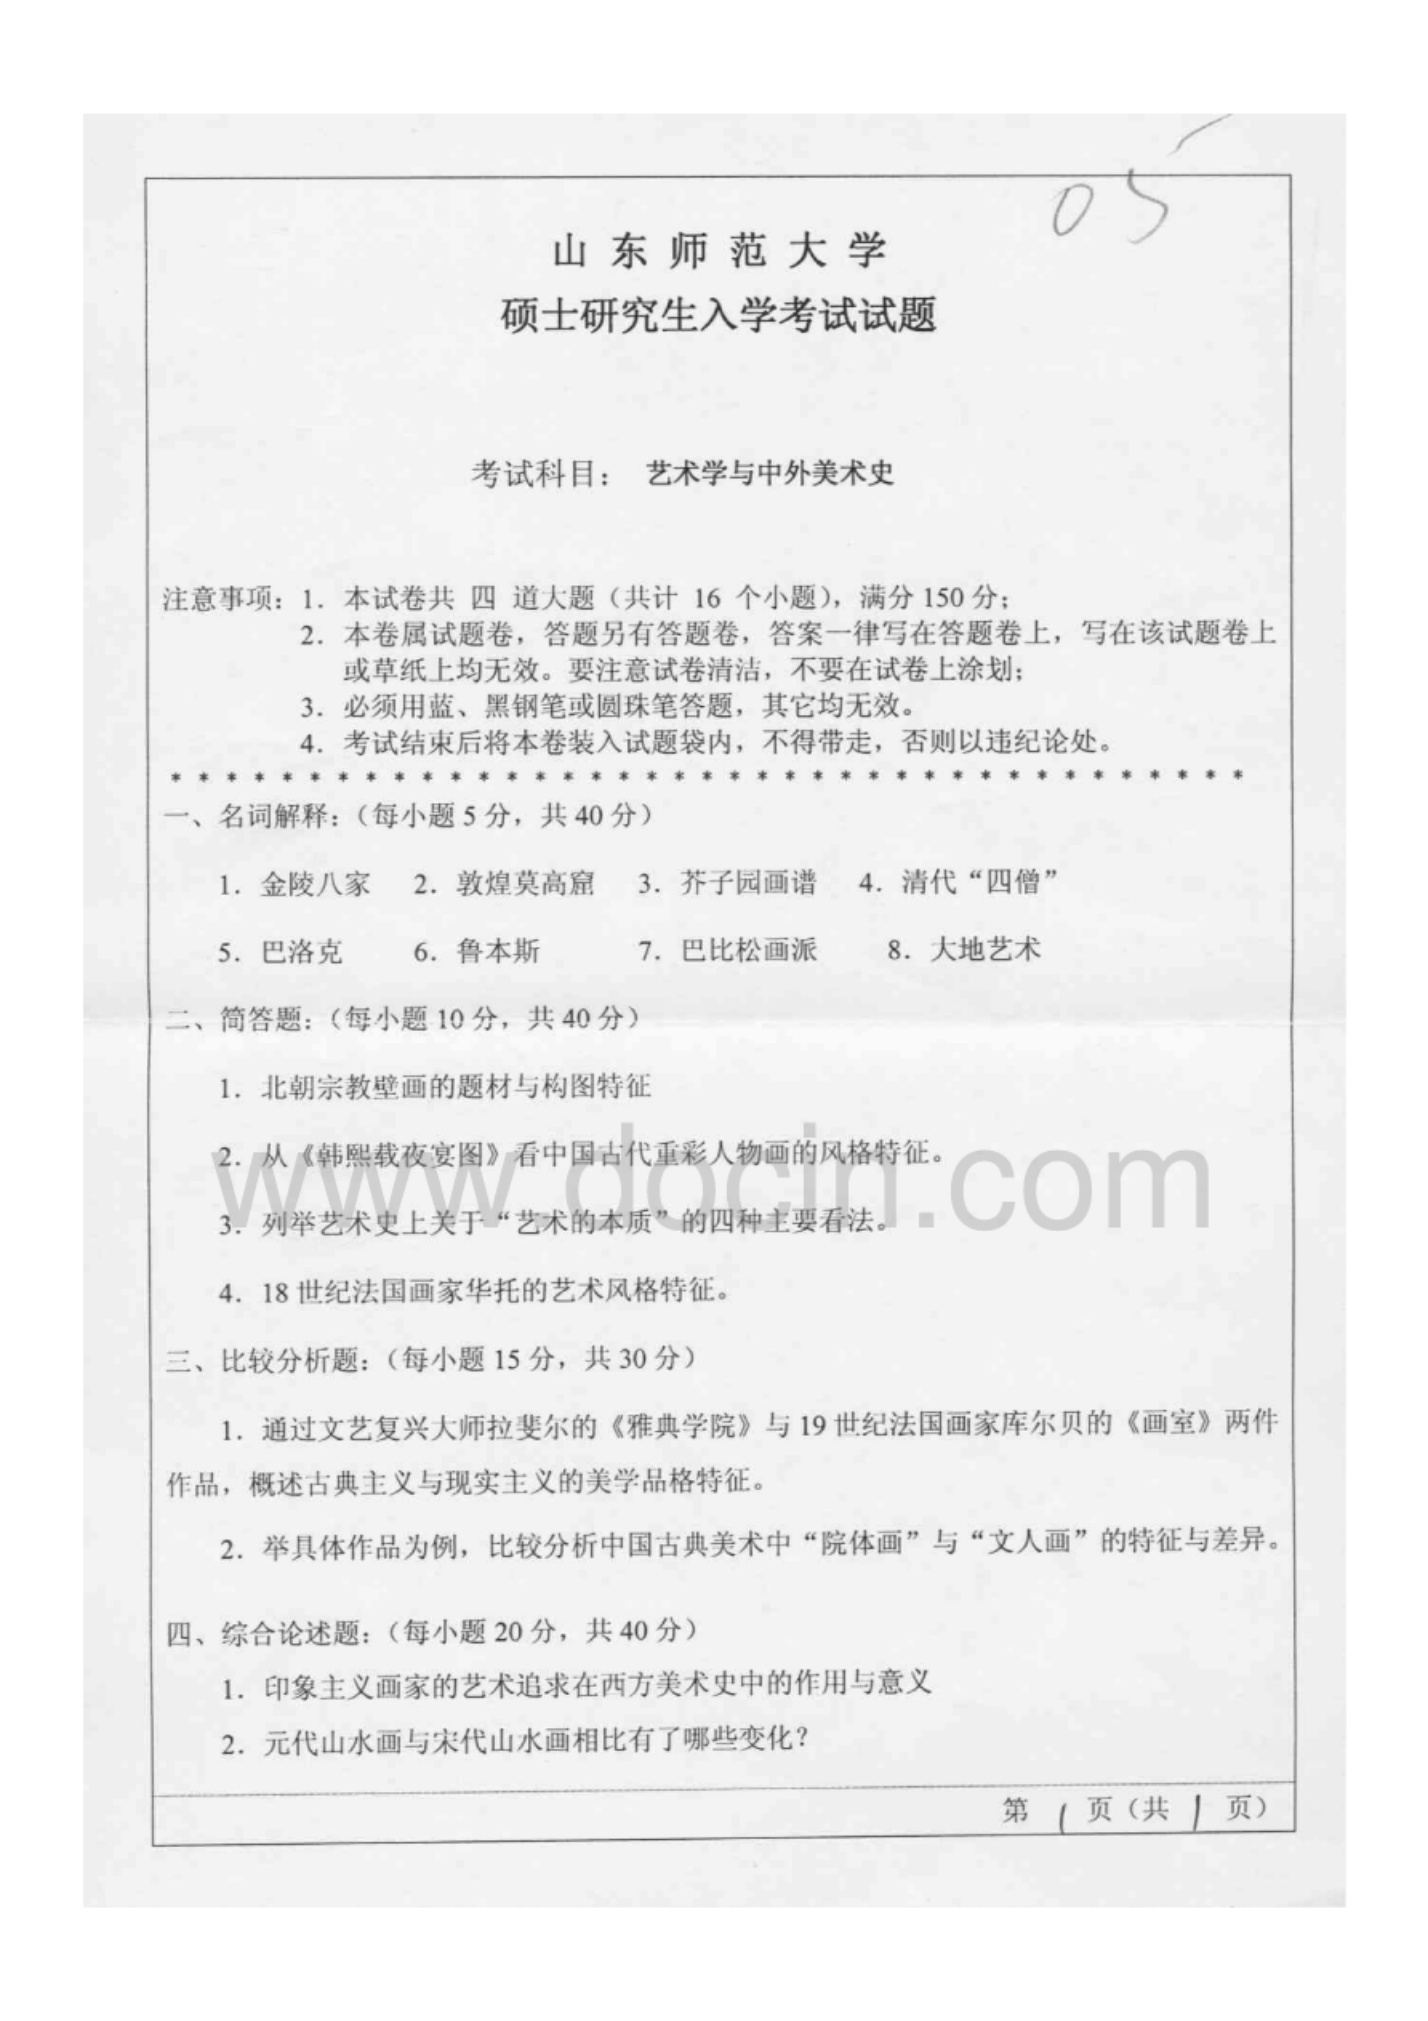 05
山东师范大学
硕士研究生入学考试试题
考试科目： 艺术学与中外美术史
注意事项：1．本试卷共 四 道大题（共计 16 个小题），满分 150 分；
2．本卷属试题卷，答题另有答题卷，答案一律写在答题卷上，写在该试题卷上
或草纸上均无效。要注意试卷清洁，不要在试卷上涂划；
3．必须用蓝、黑钢笔或圆珠笔答题，其它均无效。
4．考试结束后将本卷装入试题袋内，不得带走，否则以违纪论处。
* * * * * * * * * * * * * * * * * * * * * * * * * * * * * * * * * * * * * * *
一、名词解释：（每小题 5 分，共 40 分）
1．金陵八家 2．敦煌莫高窟 3．芥子园画谱 4．清代“四僧”
5．巴洛克 6．鲁本斯 7．巴比松画派 8．大地艺术
二、简答题：（每小题 10 分，共 40 分）
1．北朝宗教壁画的题材与构图特征
2．从《韩熙载夜宴图》看中国古代重彩人物画的风格特征。
www.docin.com
3．列举艺术史上关于“艺术的本质”的四种主要看法。
4．18 世纪法国画家华托的艺术风格特征。
三、比较分析题：（每小题 15 分，共 30 分）
1．通过文艺复兴大师拉斐尔的《雅典学院》与 19 世纪法国画家库尔贝的《画室》两件
作品，概述古典主义与现实主义的美学品格特征。
2．举具体作品为例，比较分析中国古典美术中“院体画”与“文人画”的特征与差异。
四、综合论述题：（每小题 20 分，共 40 分）
1．印象主义画家的艺术追求在西方美术史中的作用与意义
2．元代山水画与宋代山水画相比有了哪些变化？
第 1 页（共 1 页）